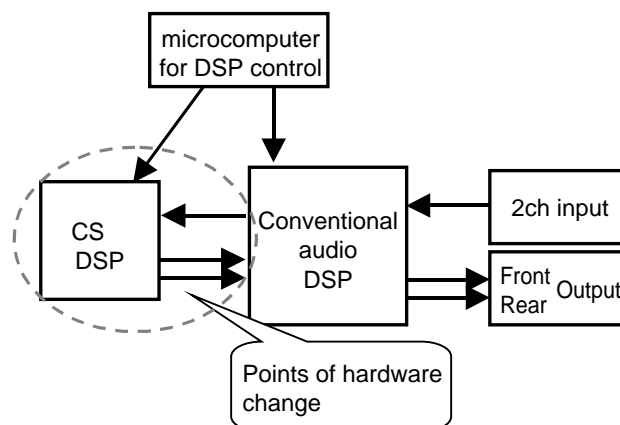 microcomputer
for DSP control
CS
DSP
Conventional
audio
DSP
2ch input
Front
Rear
Output
Points of hardware
change